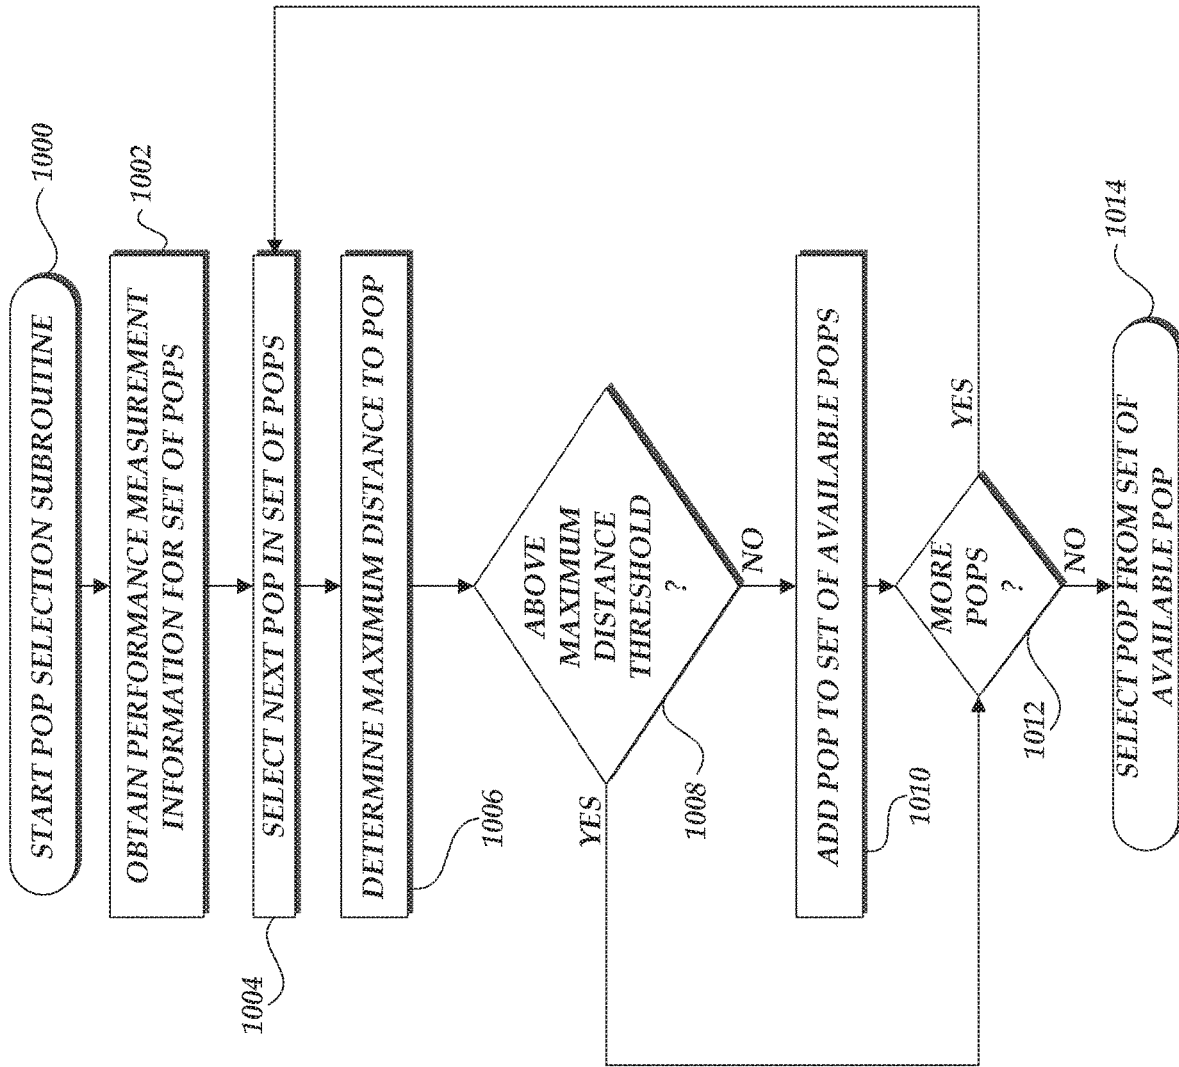 START POP SELECTION SUBROUTINE
1000
OBTAIN PERFORMANCE MEASUREMENT
INFORMATION FOR SET OF POPS
1002
SELECT NEXT POP IN SET OF POPS
1004
DETERMINE MAXIMUM DISTANCE TO POP
1006
ABOVE
MAXIMUM
DISTANCE
THRESHOLD
?
1008
YES
NO
ADD POP TO SET OF AVAILABLE POPS
1010
MORE
POPS
?
1012
YES
NO
SELECT POP FROM SET OF
AVAILABLE POP
1014